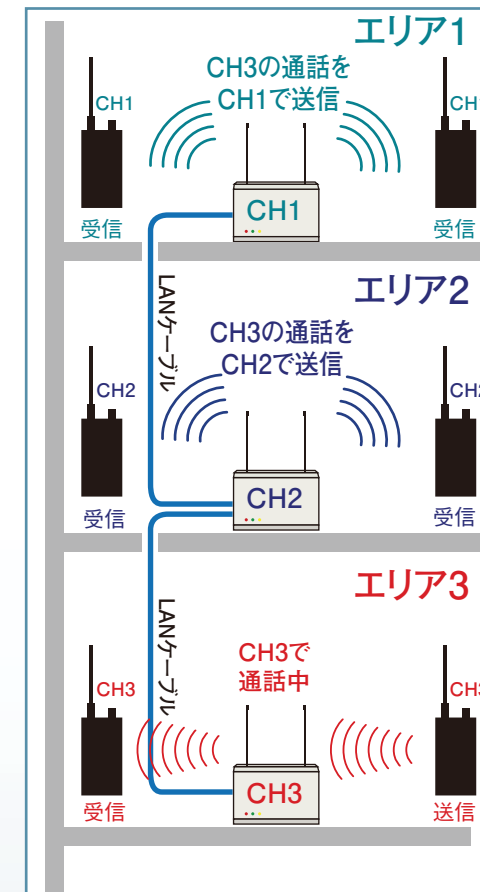 エリア1
CH3の通話を
CH1で送信
CH1
CH1
CH1
受信
受信
LANケーブル
エリア2
CH3の通話を
CH2で送信
CH2
CH2
CH2
受信
受信
LANケーブル
エリア3
CH3で
通話中
CH3
CH3
CH3
受信
送信